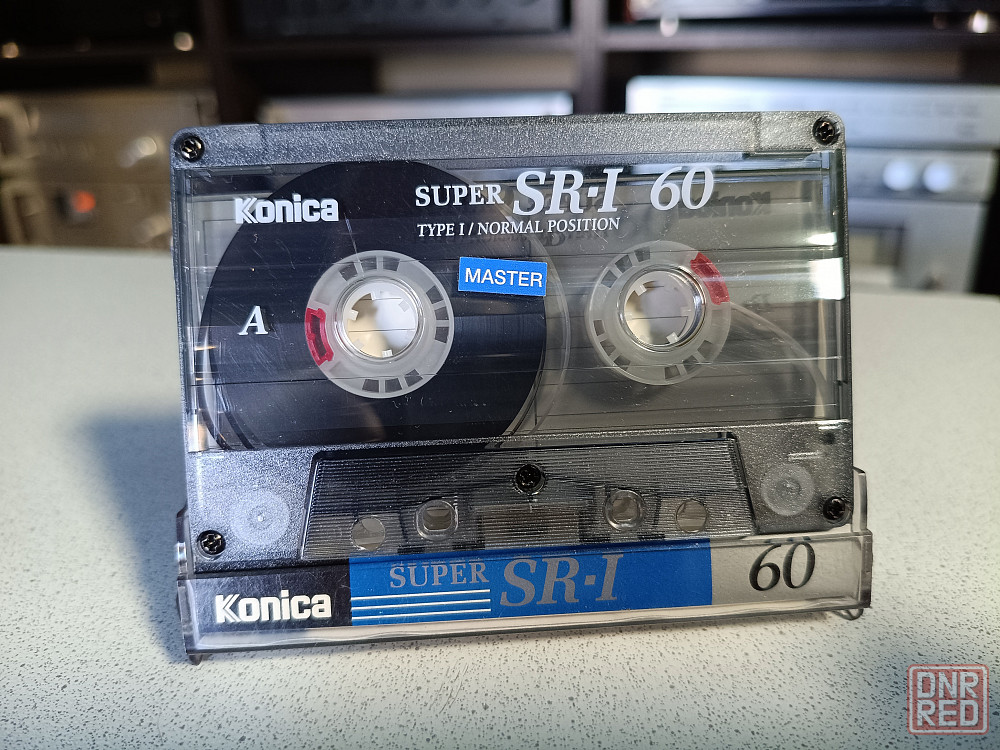 Konica SUPER SR·I 60
TYPE I / NORMAL POSITION
MASTER
A
Konica SUPER SR·I 60
DNR
RED